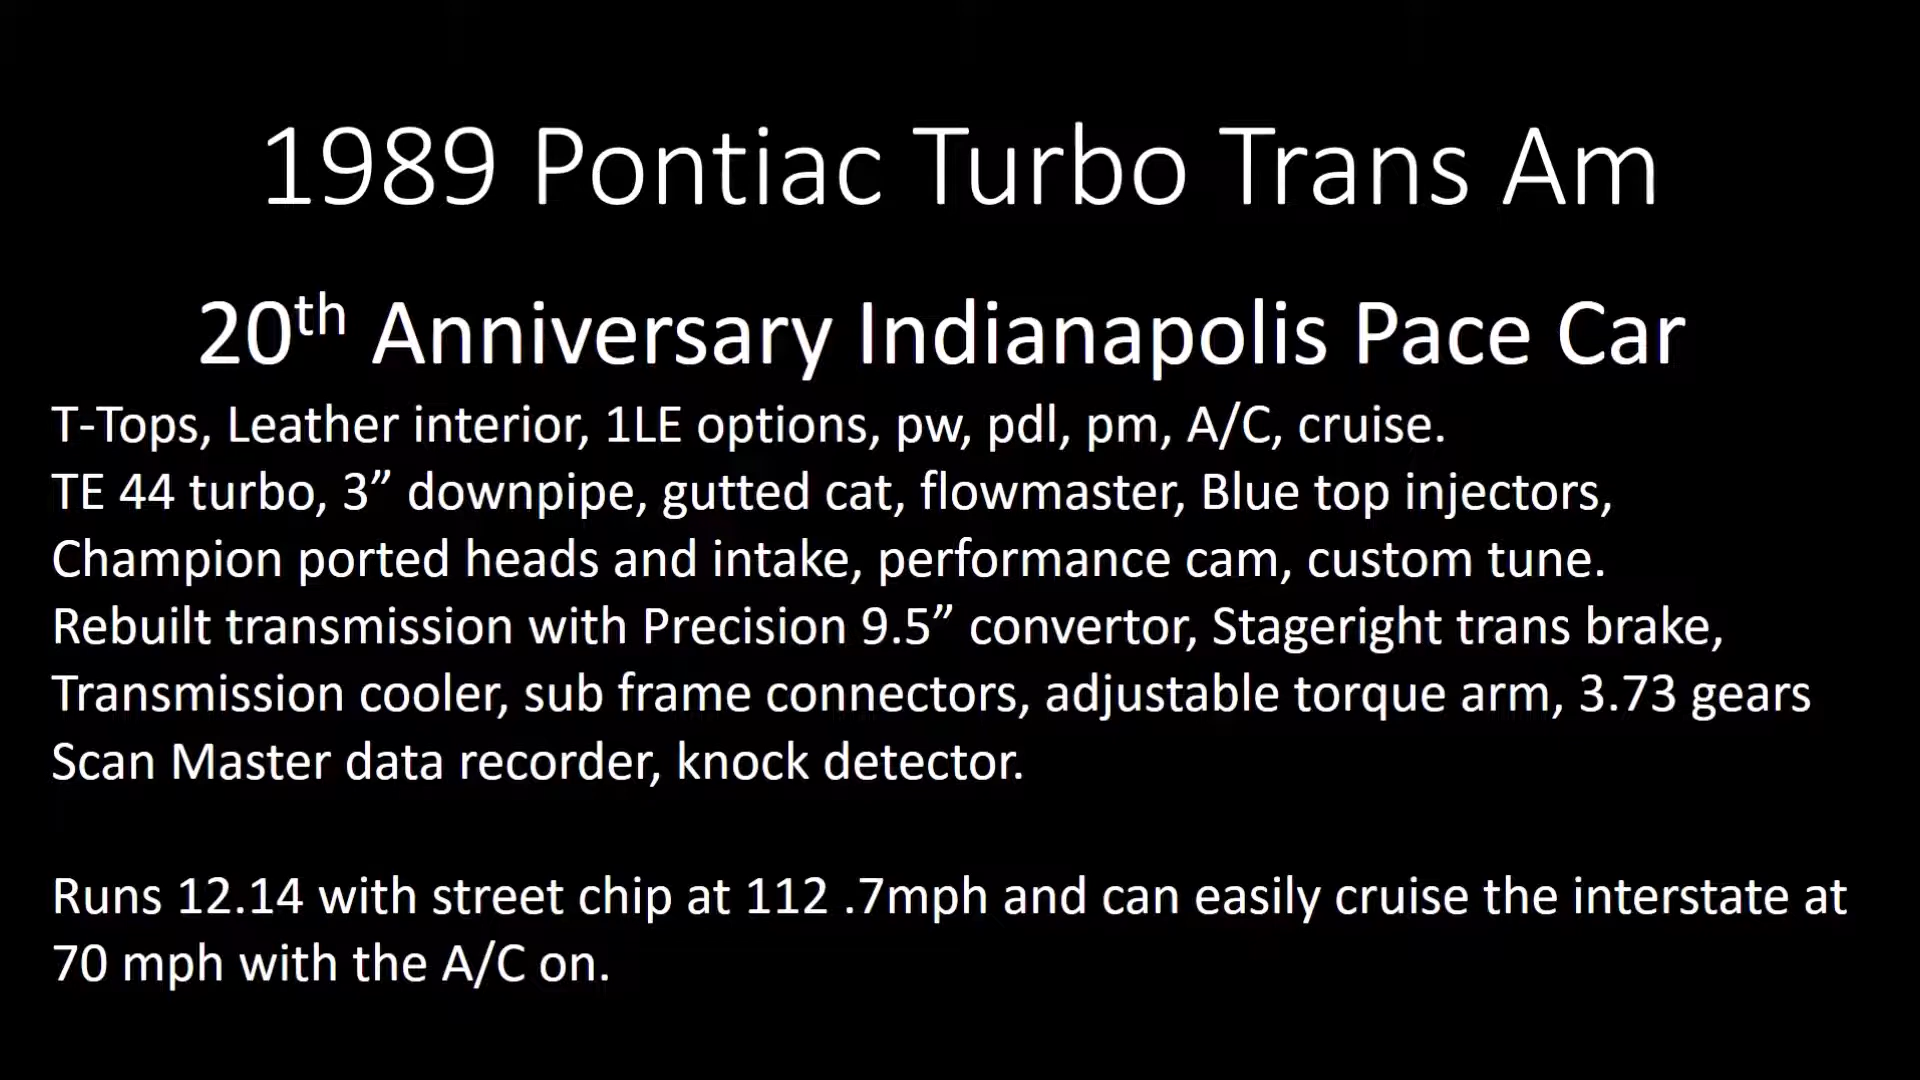 1989 Pontiac Turbo Trans Am
20th Anniversary Indianapolis Pace Car
T-Tops, Leather interior, 1LE options, pw, pdl, pm, A/C, cruise.
TE 44 turbo, 3” downpipe, gutted cat, flowmaster, Blue top injectors,
Champion ported heads and intake, performance cam, custom tune.
Rebuilt transmission with Precision 9.5” convertor, Stageright trans brake,
Transmission cooler, sub frame connectors, adjustable torque arm, 3.73 gears
Scan Master data recorder, knock detector.
Runs 12.14 with street chip at 112 .7mph and can easily cruise the interstate at
70 mph with the A/C on.